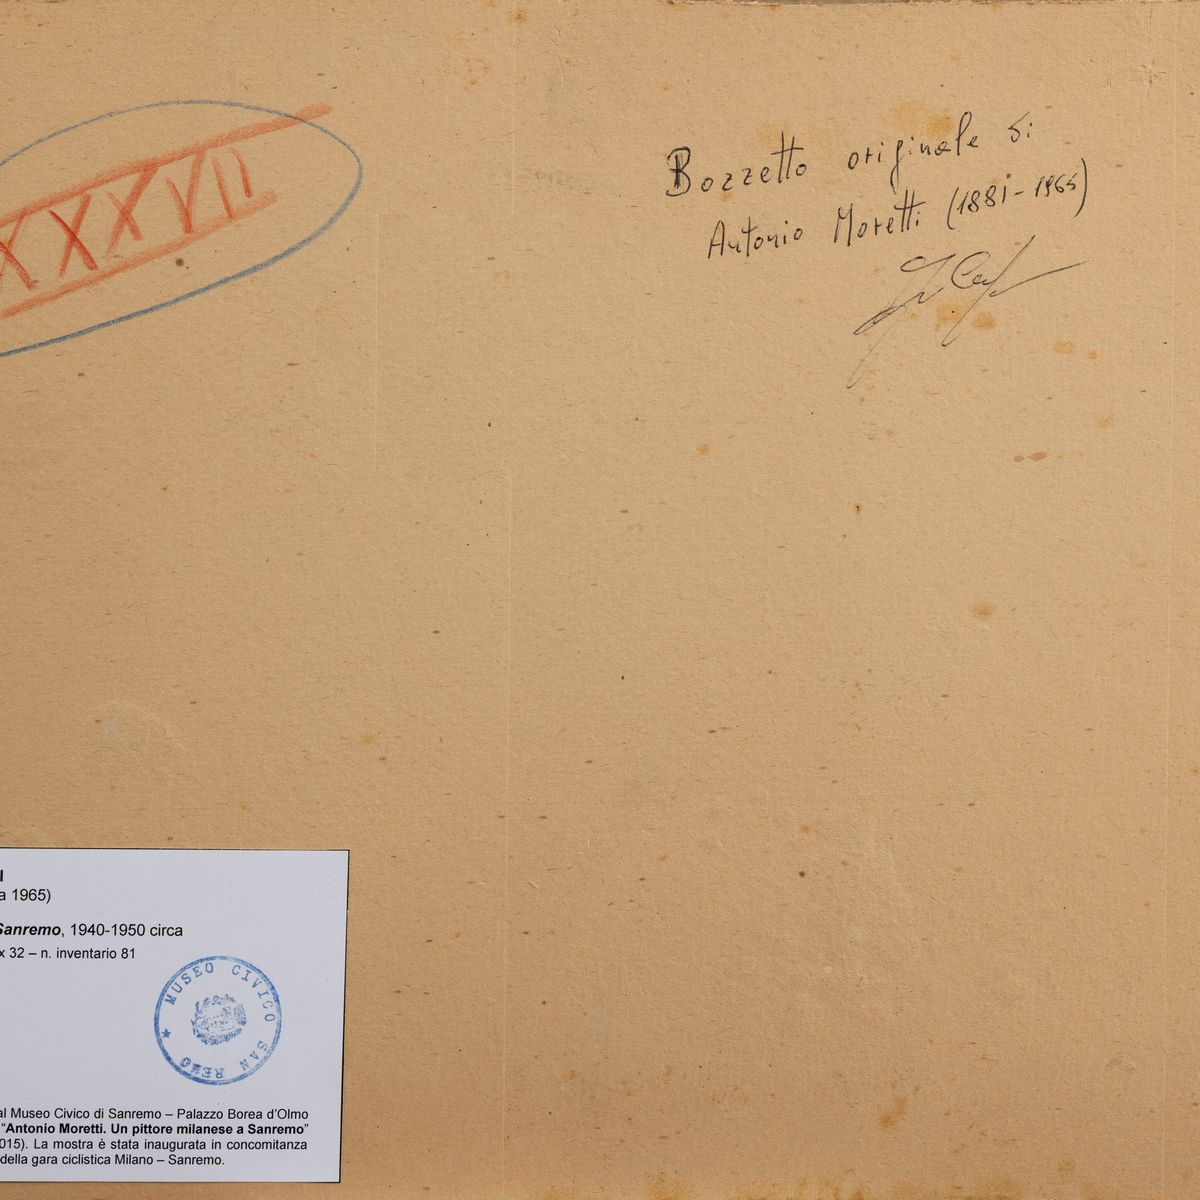 XXXVII
Bozzetto originale di:
Antonio Moretti (1881-1965)
I
a 1965)
Sanremo, 1940-1950 circa
x 32 – n. inventario 81
MUSEO CIVICO SAN REMO
al Museo Civico di Sanremo – Palazzo Borea d’Olmo
“Antonio Moretti. Un pittore milanese a Sanremo”
015). La mostra è stata inaugurata in concomitanza
della gara ciclistica Milano – Sanremo.